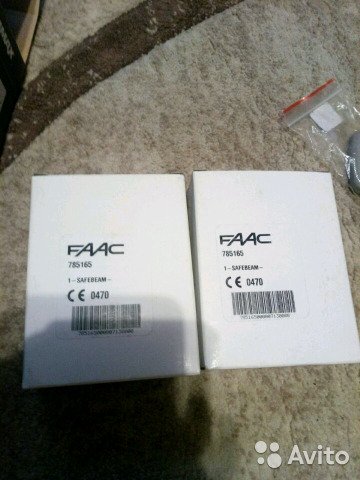 FAAC
785165
1-SAFEBEAM-
CE 0470
FAAC
785165
1-SAFEBEAM-
CE 0470
Avito